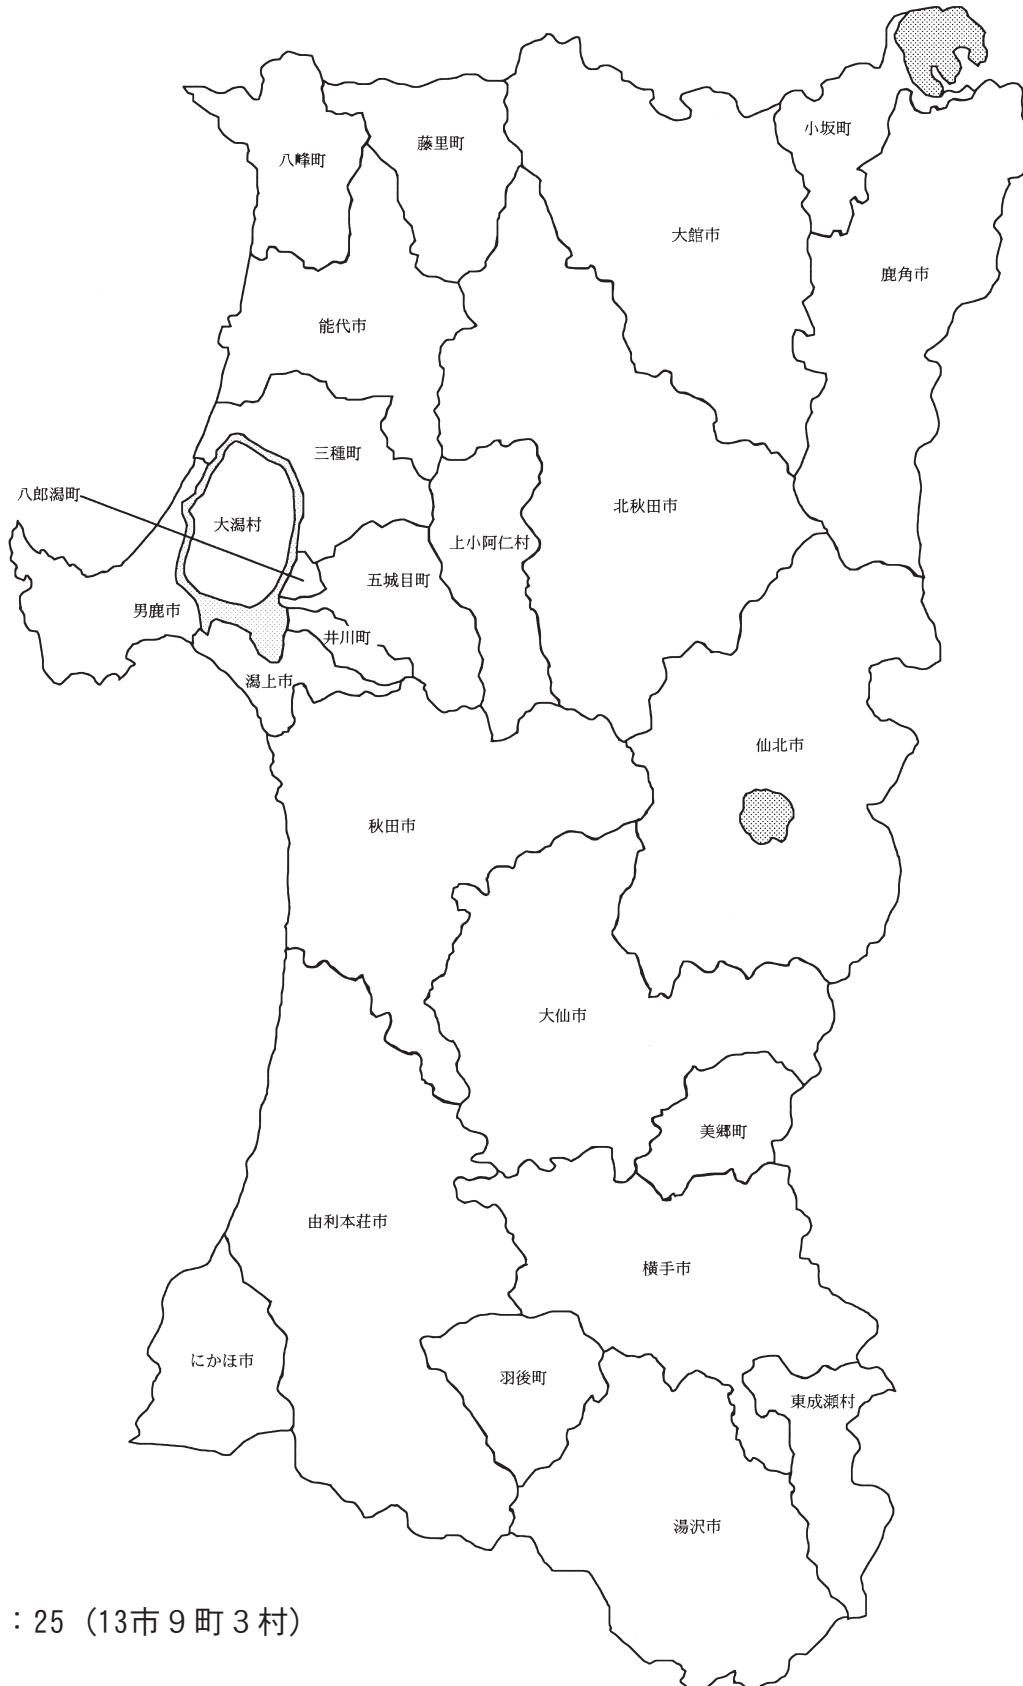 小坂町
藤里町
八峰町
大館市
鹿角市
能代市
三種町
八郎潟町
北秋田市
大潟村
上小阿仁村
五城目町
男鹿市
井川町
潟上市
仙北市
秋田市
大仙市
美郷町
由利本荘市
横手市
にかほ市
羽後町
東成瀬村
湯沢市
：25（13市９町３村）